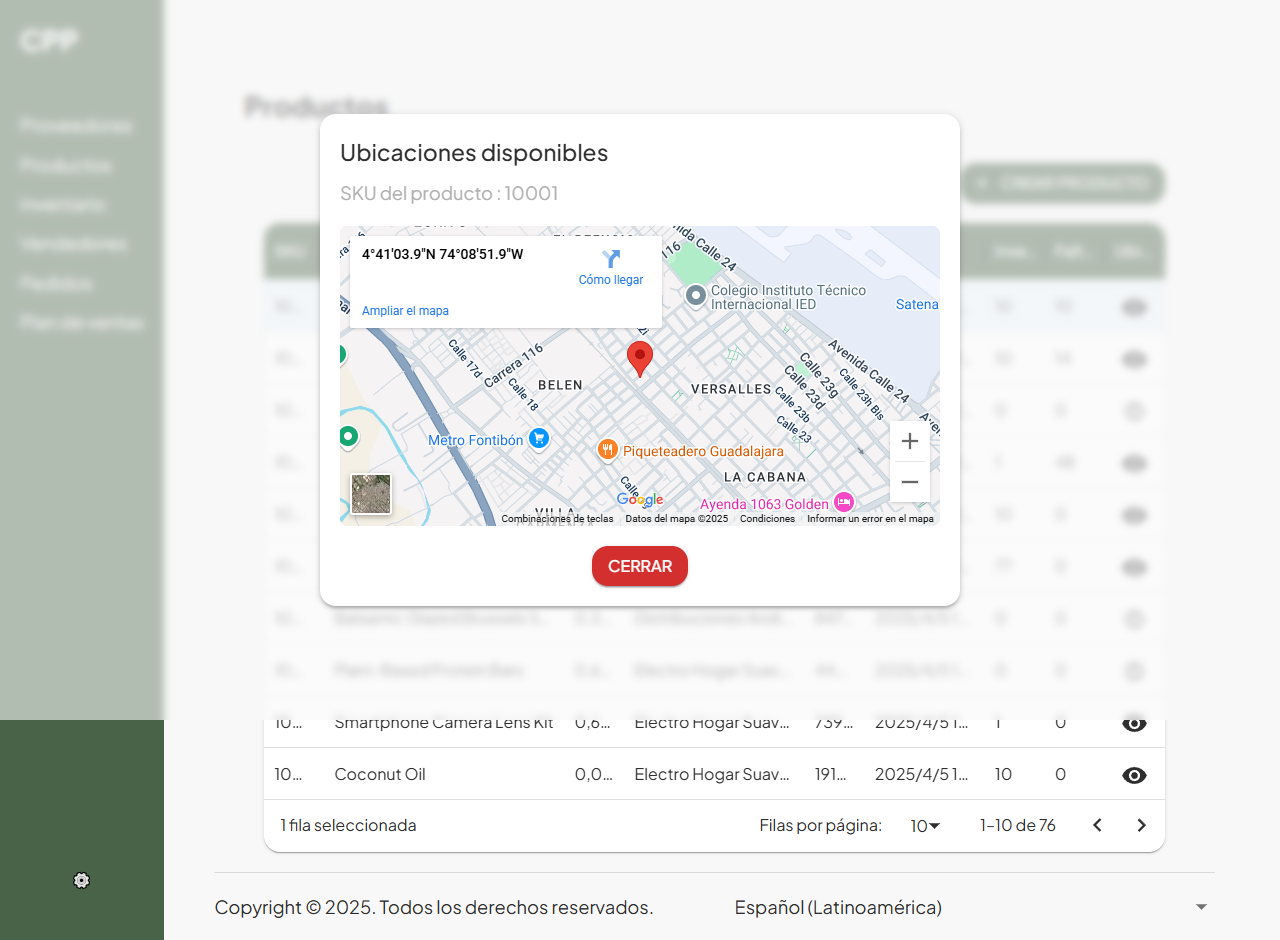 CPP
Proveedores
Productos
Inventario
Vendedores
Pedidos
Plan de ventas
Productos
CREAR PRODUCTO
Ubicaciones disponibles
SKU del producto : 10001
4°41'03.9"N 74°08'51.9"W
Cómo llegar
Ampliar el mapa
116
Avenida Calle 24
Colegio Instituto Técnico
Internacional IED
Satena
Calle 17d
Carrera 116
Calle 18
BELEN
VERSALLES
Avenida Calle 24
Calle 23g
Calle 23d
Calle 23h Bis
Calle 23b
Calle 23
Metro Fontibón
Piqueteadero Guadalajara
LA CABANA
Ayenda 1063 Golden
VILLA
Google
Combinaciones de teclas
Datos del mapa ©2025
Condiciones
Informar un error en el mapa
CERRAR
Plant-Based Protein Bars
10... Smartphone Camera Lens Kit 0,6... Electro Hogar Suav... 739... 2025/4/5 1... 1 0
10... Coconut Oil 0,0... Electro Hogar Suav... 191... 2025/4/5 1... 10 0
1 fila seleccionada Filas por página: 10 1–10 de 76
Copyright © 2025. Todos los derechos reservados. Español (Latinoamérica)